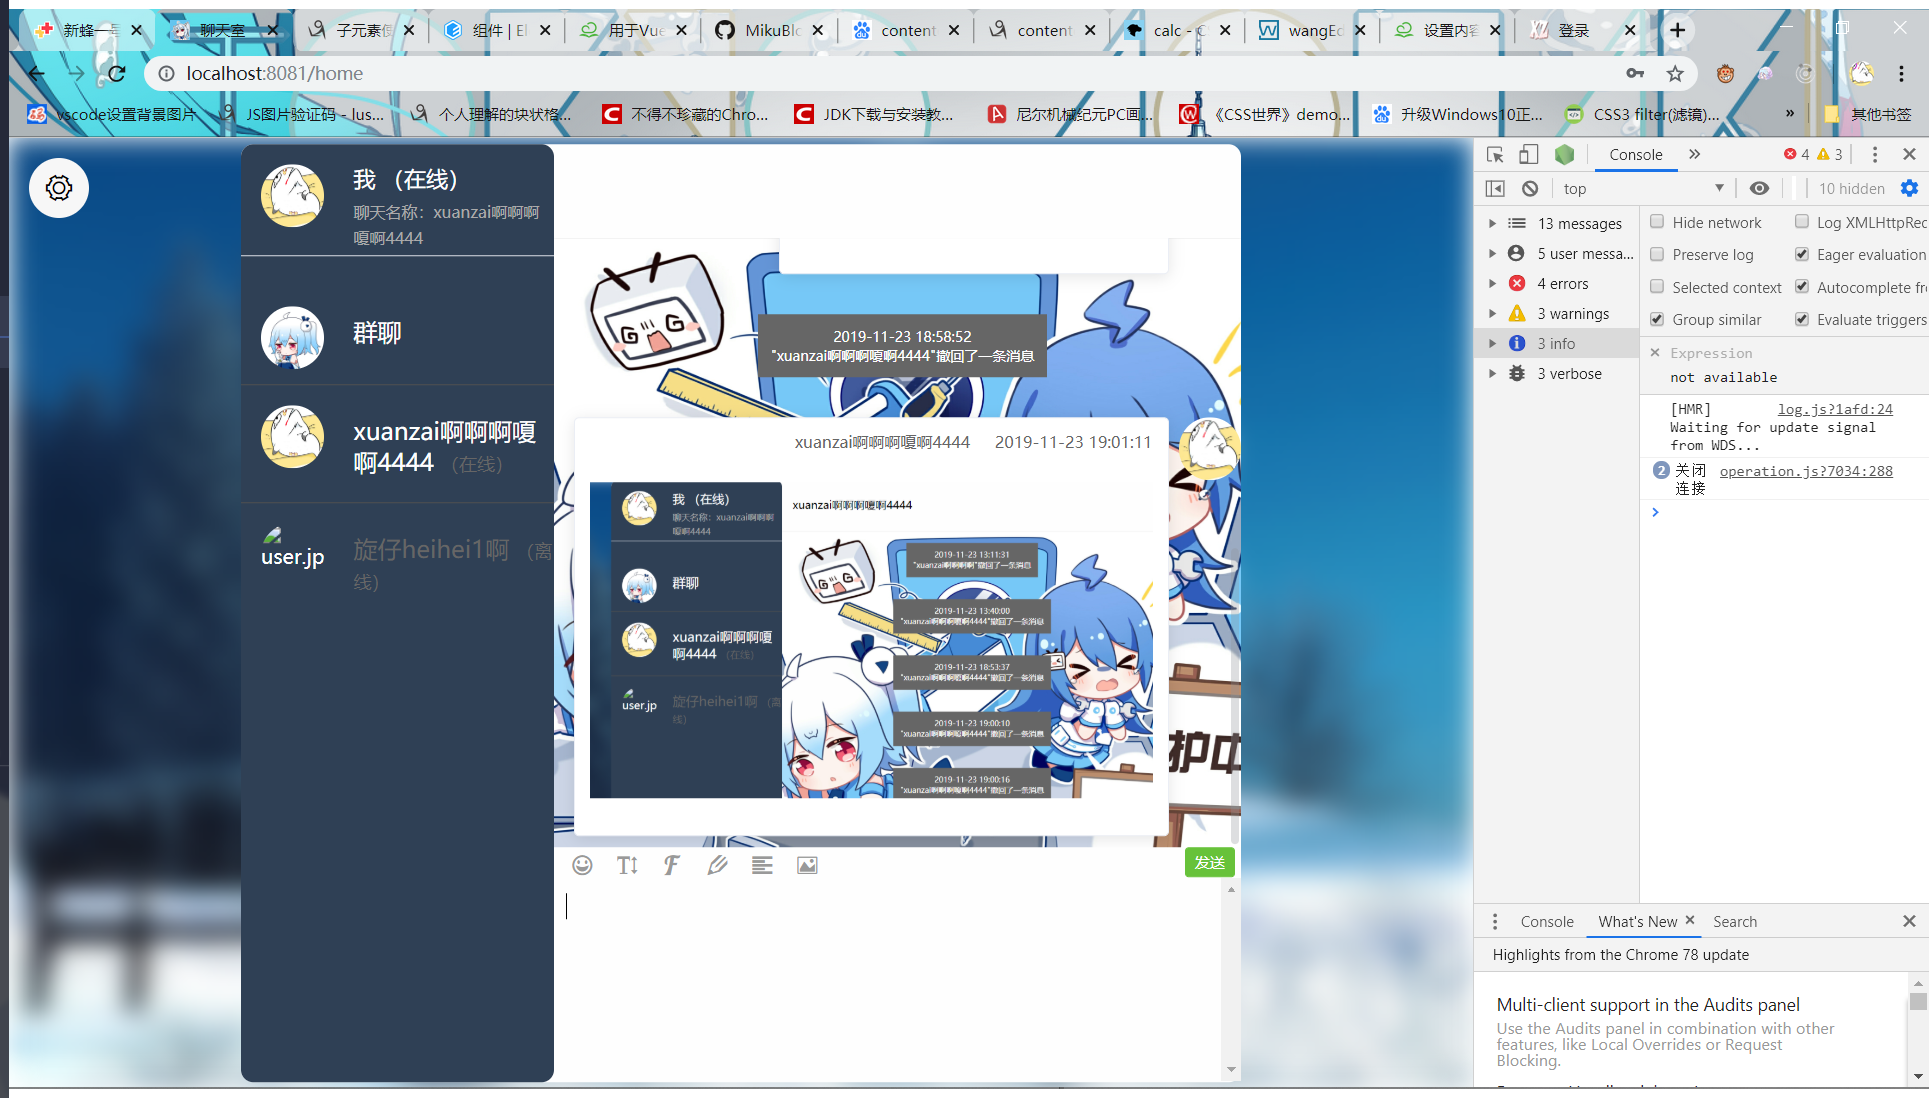 新蜂一
聊天室
子元素使
组件 | El
用于Vue
MikuBlo
content
content
calc - C
wangEd
设置内容
登录
localhost:8081/home
vscode设置背景图片
JS图片验证码 - lus...
个人理解的块状格...
不得不珍藏的Chro...
JDK下载与安装教...
尼尔机械纪元PC画...
《CSS世界》demo...
升级Windows10正...
CSS3 filter(滤镜)...
»
其他书签
我 （在线）
聊天名称：xuanzai啊啊啊
嗄啊4444
群聊
xuanzai啊啊啊嗄
啊4444 （在线）
user.jp
旋仔heihei1啊 （离
线）
2019-11-23 18:58:52
"xuanzai啊啊啊嗄啊4444"撤回了一条消息
xuanzai啊啊啊嗄啊4444 2019-11-23 19:01:11
我 （在线）
聊天名称：xuanzai啊啊啊
嗄啊4444
群聊
xuanzai啊啊啊嗄
啊4444 （在线）
user.jp
旋仔heihei1啊 （离
线）
xuanzai啊啊啊嗄啊4444
2019-11-23 13:11:31
"xuanzai啊啊啊啊"撤回了一条消息
2019-11-23 13:40:00
"xuanzai啊啊啊嗄啊4444"撤回了一条消息
2019-11-23 18:53:37
"xuanzai啊啊啊嗄啊4444"撤回了一条消息
2019-11-23 19:00:10
"xuanzai啊啊啊嗄啊4444"撤回了一条消息
2019-11-23 19:00:16
"xuanzai啊啊啊嗄啊4444"撤回了一条消息
护中
发送
Console
»
4
3
top
10 hidden
13 messages
5 user messa...
4 errors
3 warnings
3 info
3 verbose
Hide network
Log XMLHttpRec
Preserve log
Eager evaluation
Selected context
Autocomplete fr
Group similar
Evaluate triggers
Expression
not available
[HMR] log.js?1afd:24
Waiting for update signal
from WDS...
2 关闭 operation.js?7034:288
连接
Console
What's New
Search
Highlights from the Chrome 78 update
Multi-client support in the Audits panel
Use the Audits panel in combination with other
features, like Local Overrides or Request
Blocking.